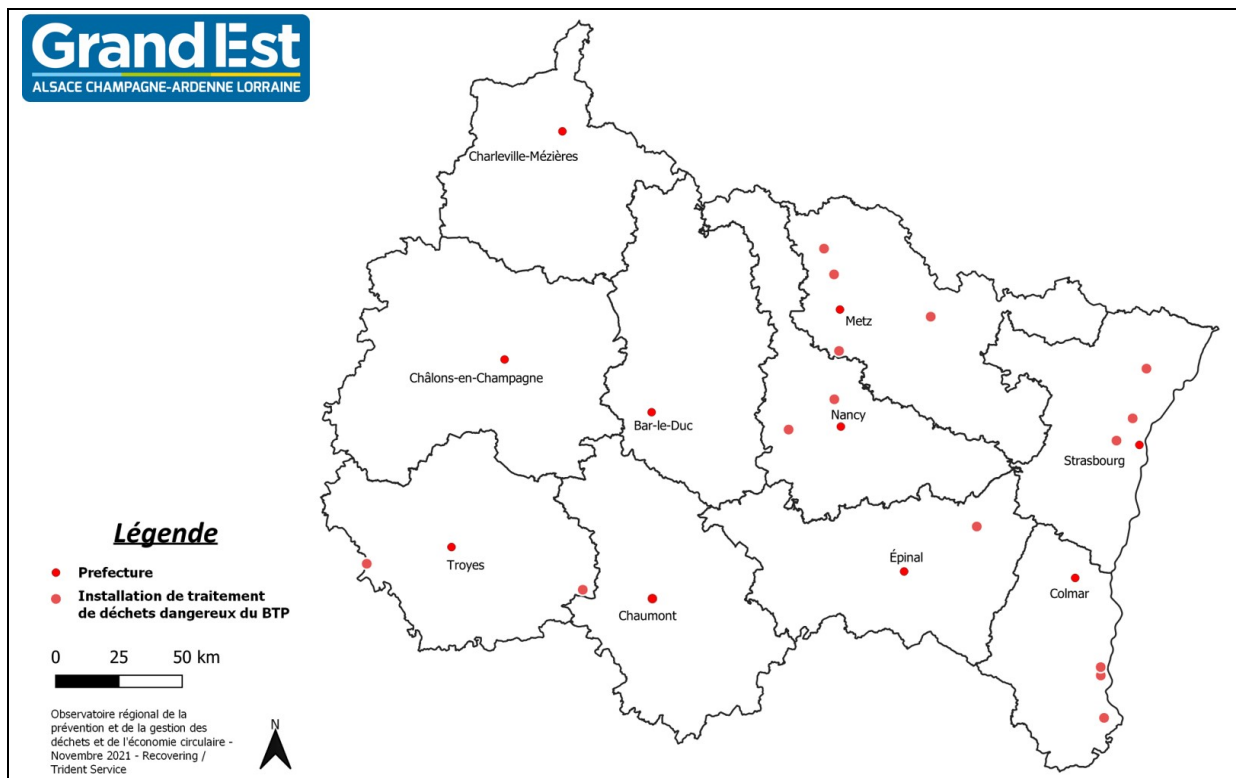 Grand Est
ALSACE CHAMPAGNE-ARDENNE LORRAINE
Charleville-Mézières
Metz
Châlons-en-Champagne
Bar-le-Duc
Nancy
Strasbourg
Troyes
Épinal
Chaumont
Colmar
Légende
Prefecture
Installation de traitement
de déchets dangereux du BTP
0 25 50 km
Observatoire régional de la
prévention et de la gestion des
déchets et de l'économie circulaire -
Novembre 2021 - Recovering /
Trident Service
N